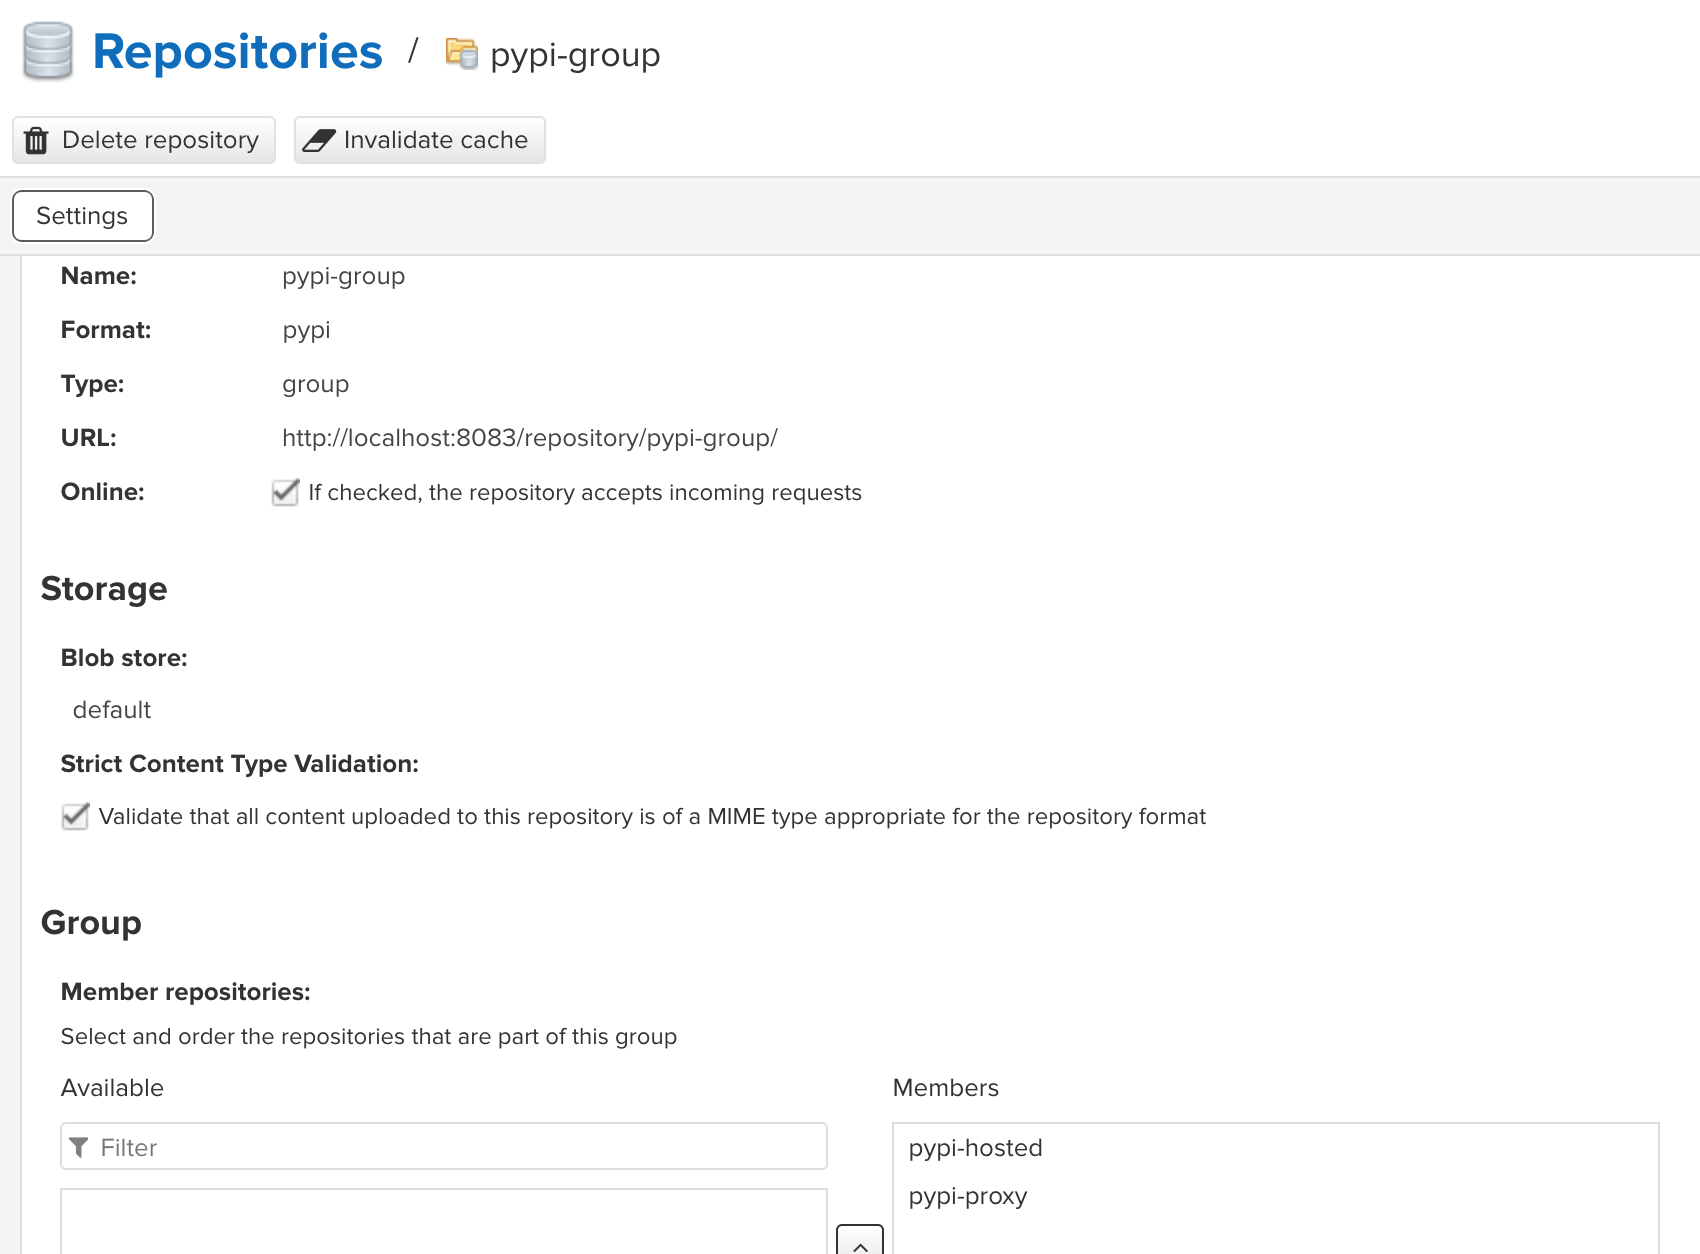 Repositories / pypi-group
Delete repository Invalidate cache
Settings
Name: pypi-group
Format: pypi
Type: group
URL: http://localhost:8083/repository/pypi-group/
Online: If checked, the repository accepts incoming requests
Storage
Blob store:
default
Strict Content Type Validation:
Validate that all content uploaded to this repository is of a MIME type appropriate for the repository format
Group
Member repositories:
Select and order the repositories that are part of this group
Available Members
Filter pypi-hosted
pypi-proxy